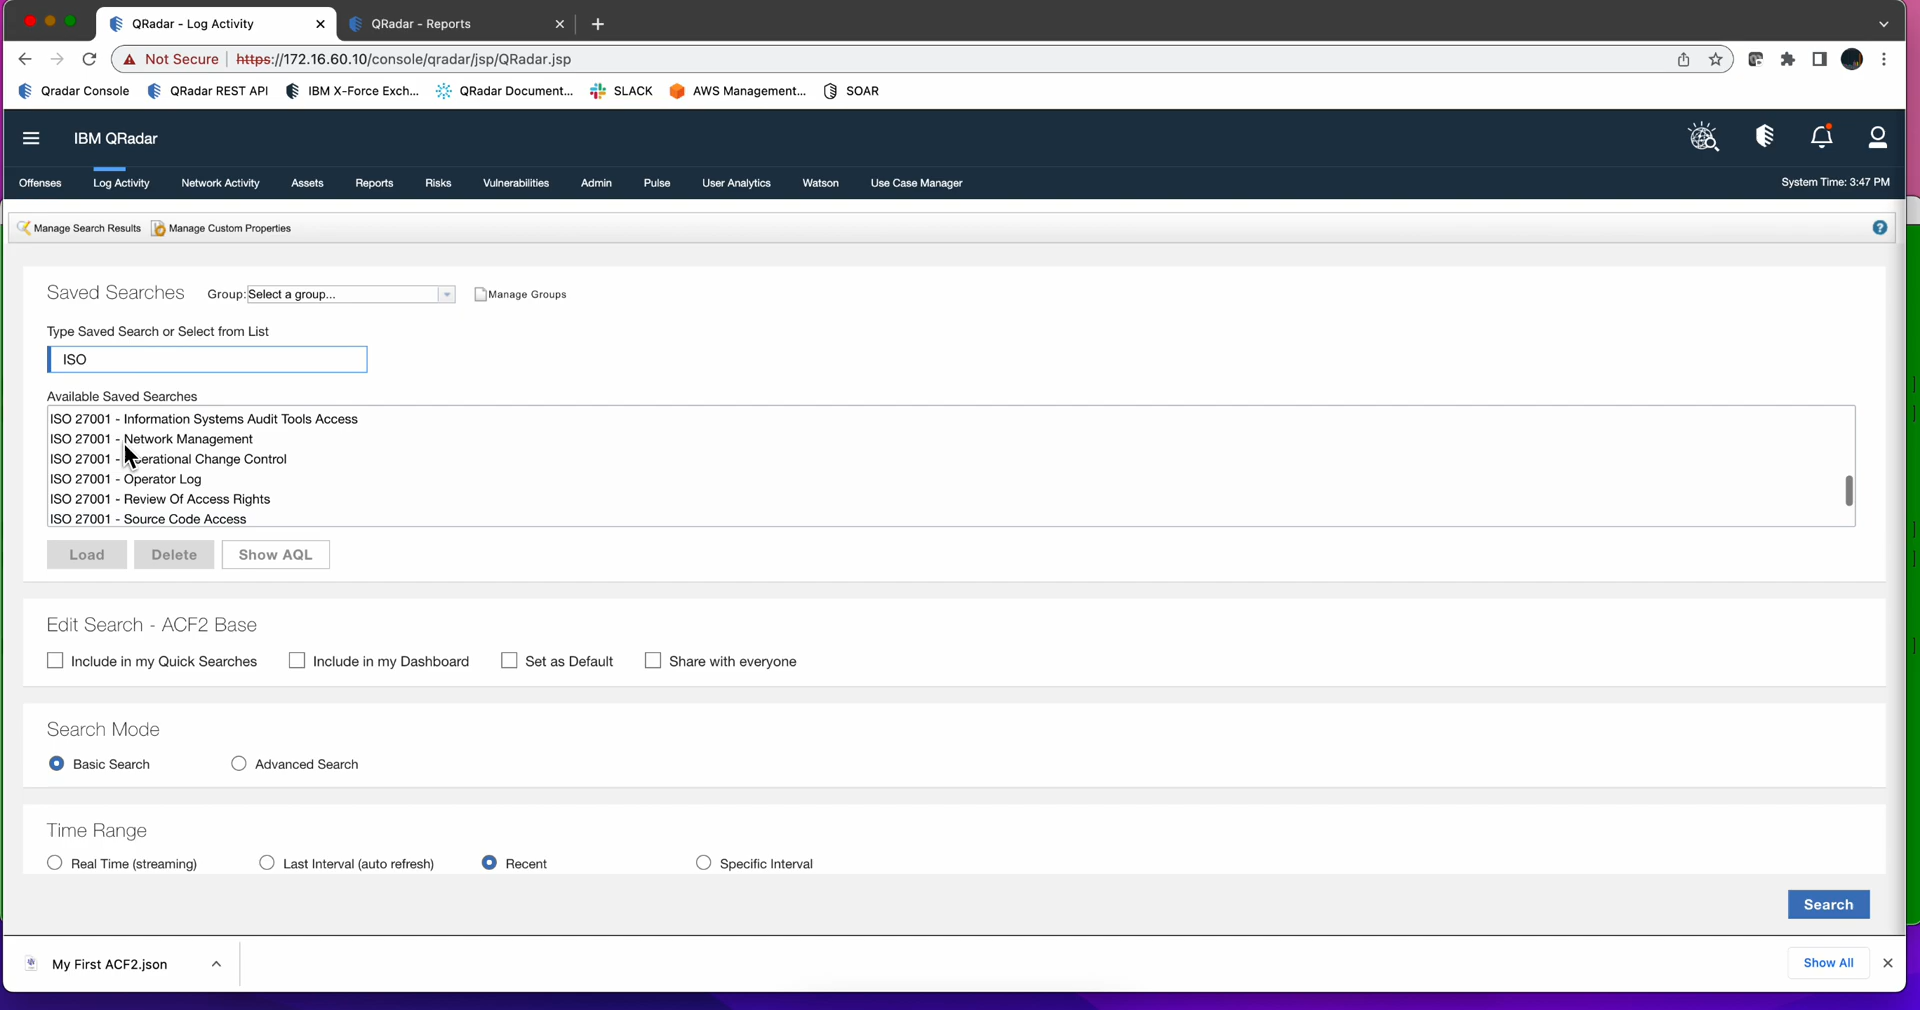 QRadar - Log Activity
QRadar - Reports
Not Secure
https://172.16.60.10/console/qradar/jsp/QRadar.jsp
Qradar Console
QRadar REST API
IBM X-Force Exch...
QRadar Document...
SLACK
AWS Management...
SOAR
IBM QRadar
Offenses
Log Activity
Network Activity
Assets
Reports
Risks
Vulnerabilities
Admin
Pulse
User Analytics
Watson
Use Case Manager
System Time: 3:47 PM
Manage Search Results
Manage Custom Properties
?
Saved Searches
Group: Select a group...
Manage Groups
Type Saved Search or Select from List
ISO
Available Saved Searches
ISO 27001 - Information Systems Audit Tools Access
ISO 27001 - Network Management
ISO 27001 - erational Change Control
ISO 27001 - Operator Log
ISO 27001 - Review Of Access Rights
ISO 27001 - Source Code Access
Load
Delete
Show AQL
Edit Search - ACF2 Base
Include in my Quick Searches
Include in my Dashboard
Set as Default
Share with everyone
Search Mode
Basic Search
Advanced Search
Time Range
Real Time (streaming)
Last Interval (auto refresh)
Recent
Specific Interval
Search
My First ACF2.json
Show All